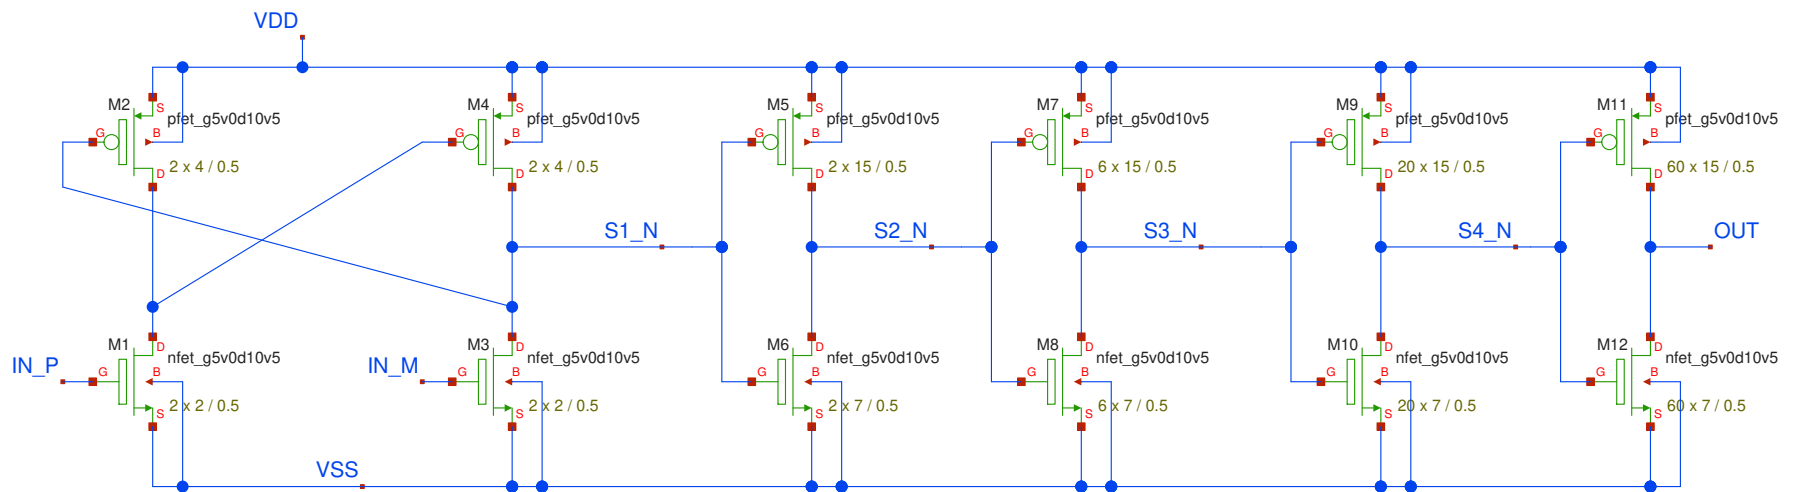 VDD
M2
S
pfet_g5v0d10v5
G
B
2 x 4 / 0.5
D
M4
S
pfet_g5v0d10v5
G
B
2 x 4 / 0.5
D
M5
S
pfet_g5v0d10v5
G
B
2 x 15 / 0.5
D
M7
S
pfet_g5v0d10v5
G
B
6 x 15 / 0.5
D
M9
S
pfet_g5v0d10v5
G
B
20 x 15 / 0.5
D
M11
S
pfet_g5v0d10v5
G
B
60 x 15 / 0.5
D
S1_N
S2_N
S3_N
S4_N
OUT
IN_P
M1
D
nfet_g5v0d10v5
G
B
2 x 2 / 0.5
S
IN_M
M3
D
nfet_g5v0d10v5
G
B
2 x 2 / 0.5
S
M6
D
nfet_g5v0d10v5
G
B
2 x 7 / 0.5
S
M8
D
nfet_g5v0d10v5
G
B
6 x 7 / 0.5
S
M10
D
nfet_g5v0d10v5
G
B
20 x 7 / 0.5
S
M12
D
nfet_g5v0d10v5
G
B
60 x 7 / 0.5
S
VSS